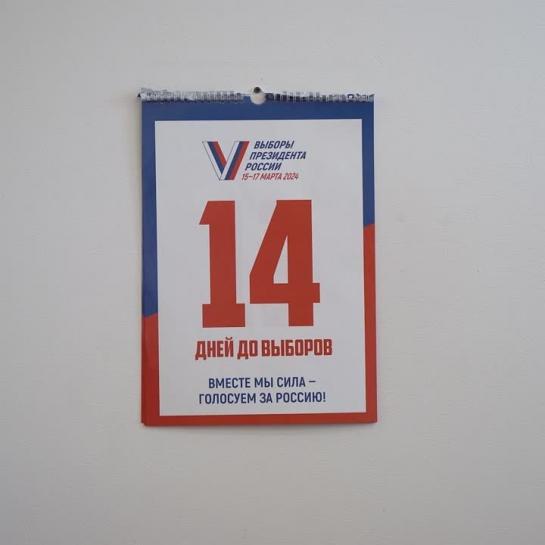 ВЫБОРЫ
ПРЕЗИДЕНТА
РОССИИ
15–17 МАРТА 2024
14
ДНЕЙ ДО ВЫБОРОВ
ВМЕСТЕ МЫ СИЛА –
ГОЛОСУЕМ ЗА РОССИЮ!